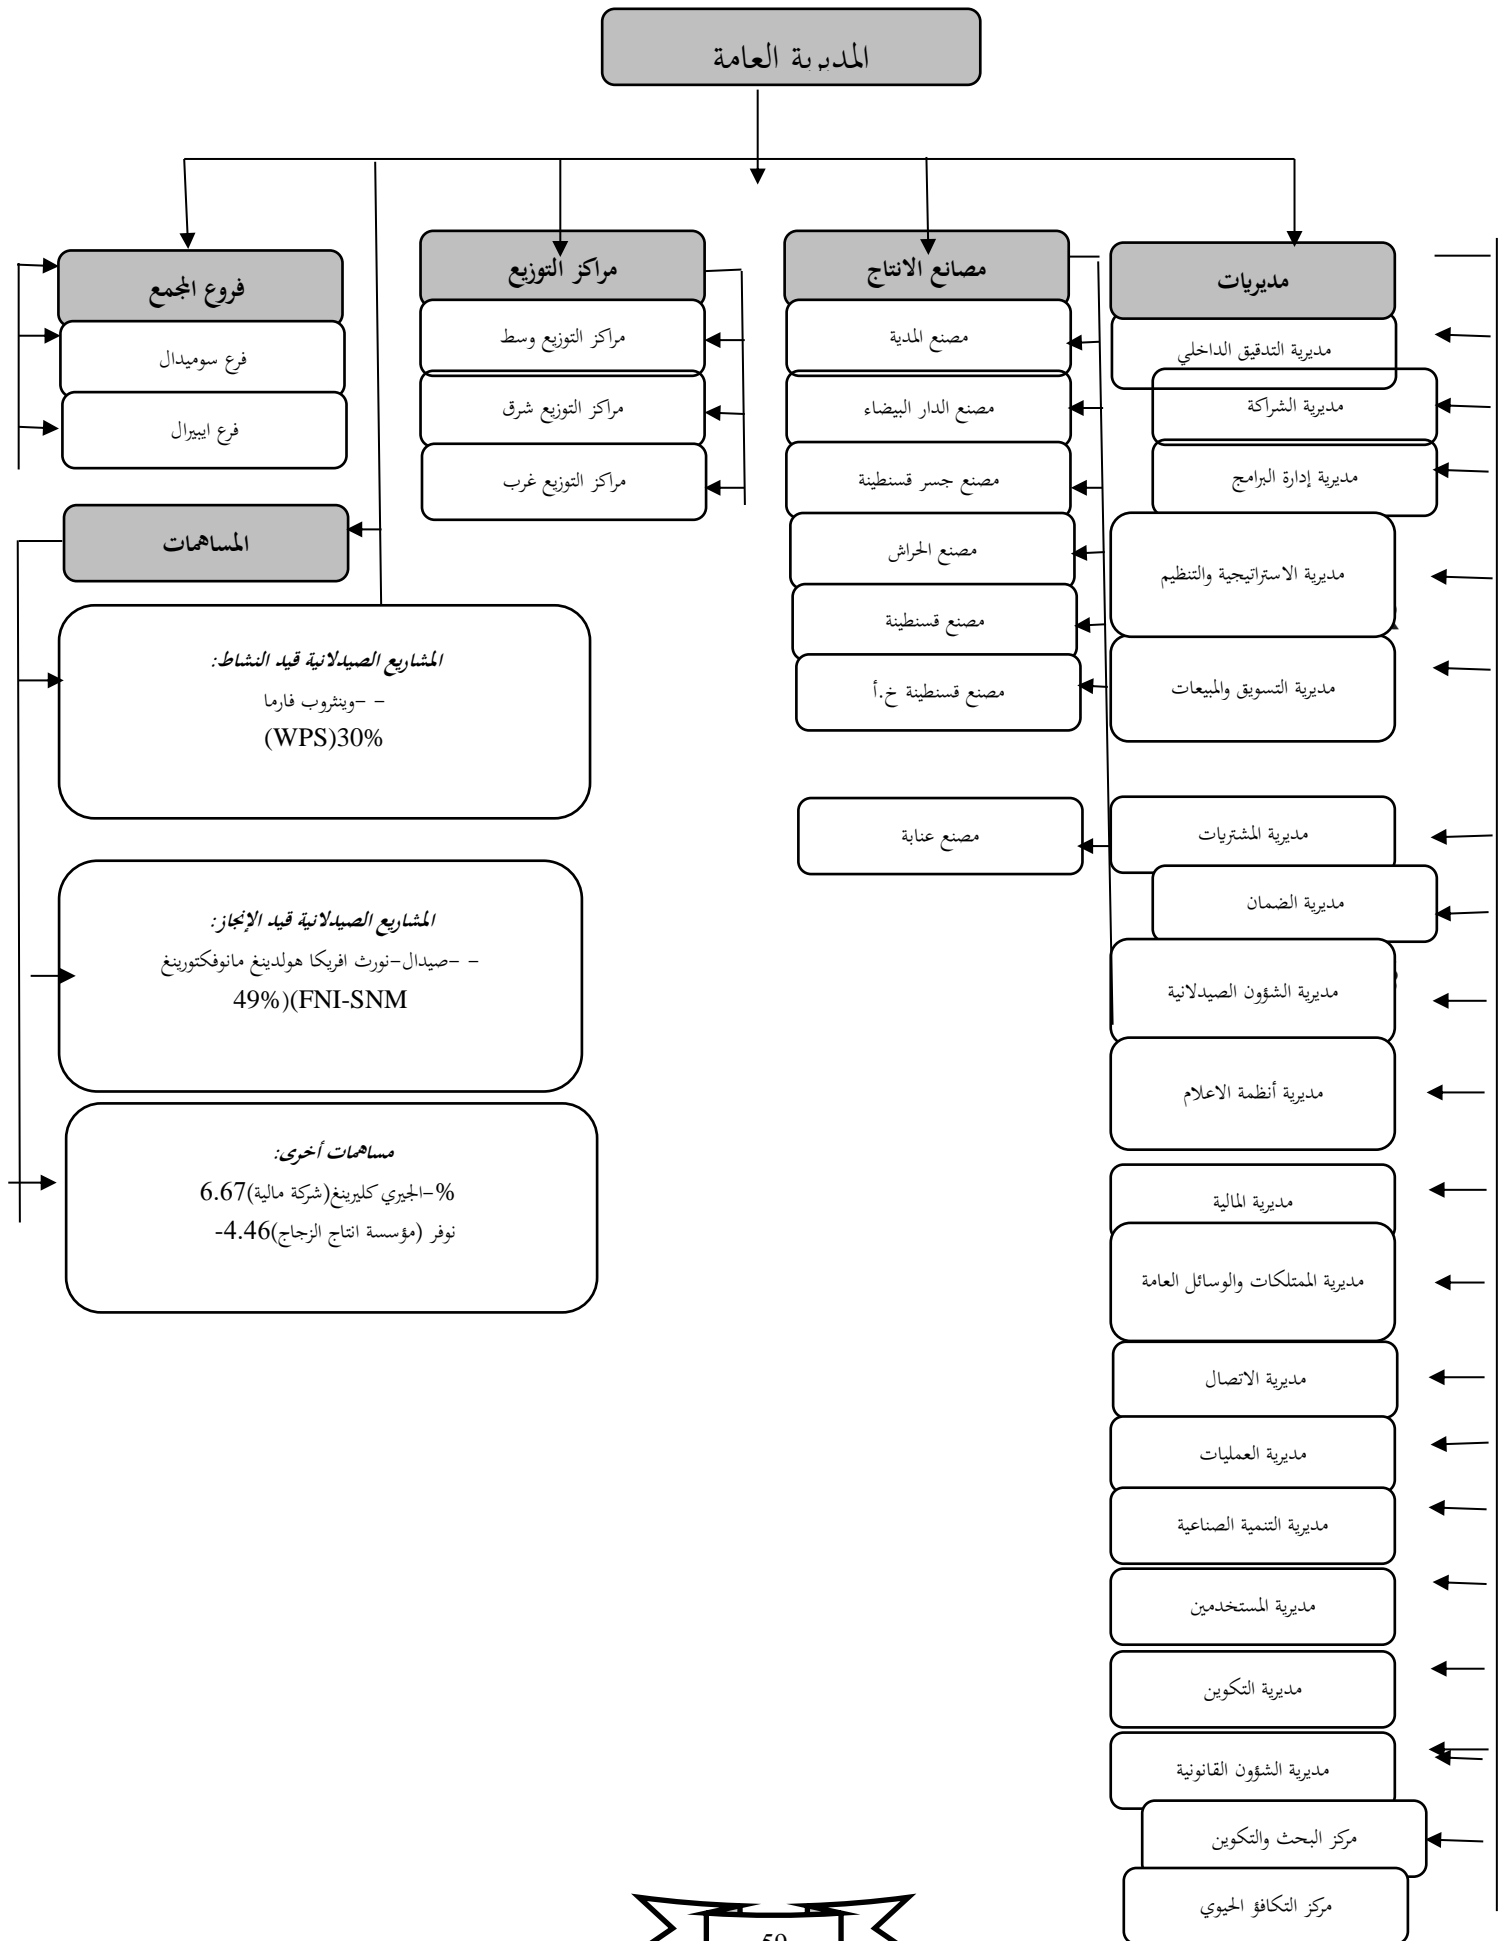 المديرية العامة
مديريات
مديرية التدقيق الداخلي
مديرية الشراكة
مديرية إدارة البرامج
مديرية الاستراتيجية والتنظيم
مديرية التسويق والمبيعات
مديرية المشتريات
مديرية الضمان
مديرية الشؤون الصيدلانية
مديرية أنظمة الاعلام
مديرية المالية
مديرية الممتلكات والوسائل العامة
مديرية الاتصال
مديرية العمليات
مديرية التنمية الصناعية
مديرية المستخدمين
مديرية التكوين
مديرية الشؤون القانونية
مركز البحث والتكوين
مركز التكافؤ الحيوي
مصانع الانتاج
مصنع المدية
مصنع الدار البيضاء
مصنع جسر قسنطينة
مصنع الحراش
مصنع قسنطينة
مصنع قسنطينة خ.أ
مصنع عنابة
مراكز التوزيع
مراكز التوزيع وسط
مراكز التوزيع شرق
مراكز التوزيع غرب
فروع المجمع
فرع سوميدال
فرع ايبيرال
المساهمات
المشاريع الصيدلانية قيد النشاط:
- -وينثروب فارما
(WPS)30%
المشاريع الصيدلانية قيد الإنجاز:
- -صيدال-نورث افريكا هولدينغ مانوفكتورينغ
49%)(FNI-SNM
مساهمات أخرى:
%-الجيري كليرينغ(شركة مالية)6.67
نوفر (مؤسسة انتاج الزجاج)4.46-
59